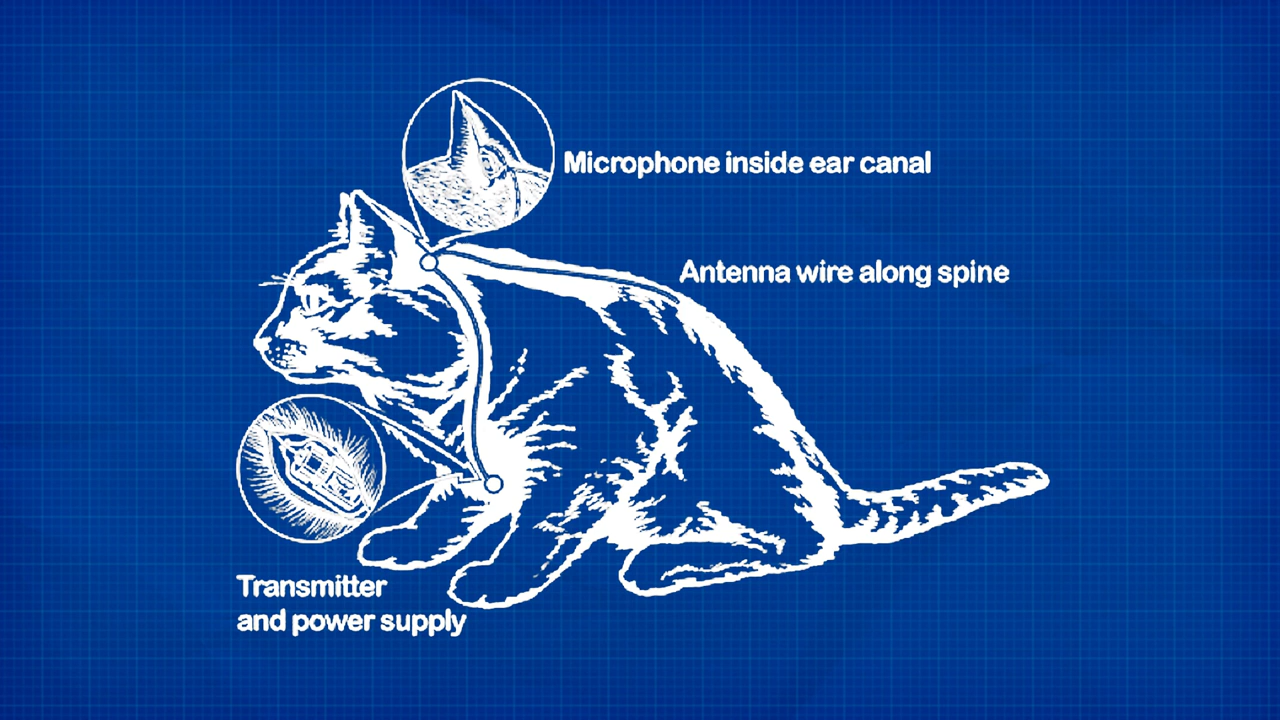 Microphone inside ear canal
Antenna wire along spine
Transmitter
and power supply